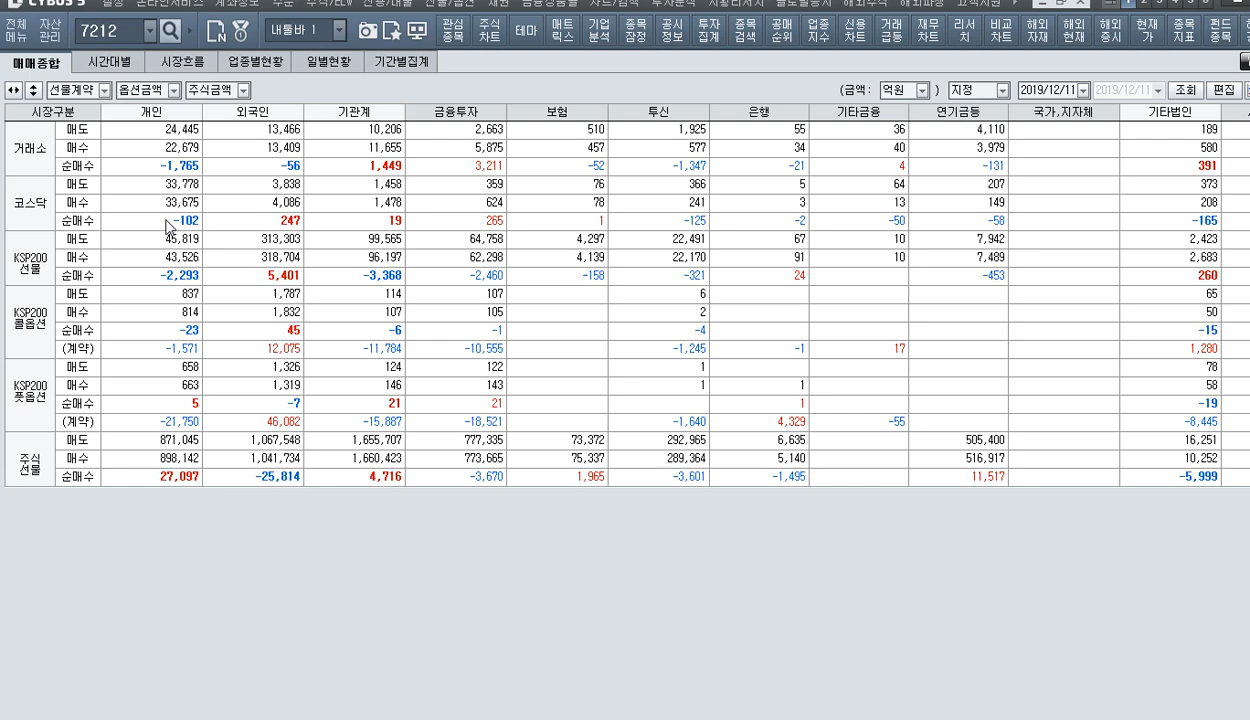 CYBUS 5
전체 메뉴 자산 관리 7212 내툴바 1 관심 종목 주식 차트 테마 매트 릭스 기업 분석 종목 잠정 공시 정보 투자 집계 종목 검색 공매 순위 업종 지수 신용 차트 거래 급등 재무 차트 리서 치 비교 차트 해외 자재 해외 현재 해외 증시 현재 가 종목 지표 펀드 종목
매매종합 시간대별 시장흐름 업종별현황 일별현황 기간별집계
선물계약 옵션금액 주식금액 (금액: 억원 ) 지정 2019/12/11 2019/12/11 조회 편집
시장구분 개인 외국인 기관계 금융투자 보험 투신 은행 기타금융 연기금등 국가,지자체 기타법인
거래소
매도 24,445 13,466 10,206 2,663 510 1,925 55 36 4,110 189
매수 22,679 13,409 11,655 5,875 457 577 34 40 3,979 580
순매수 -1,765 -56 1,449 3,211 -52 -1,347 -21 4 -131 391
코스닥
매도 33,778 3,838 1,458 359 76 366 5 64 207 373
매수 33,675 4,086 1,478 624 78 241 3 13 149 208
순매수 -102 247 19 265 1 -125 -2 -50 -58 -165
KSP200 선물
매도 45,819 313,303 99,565 64,758 4,297 22,491 67 10 7,942 2,423
매수 43,526 318,704 96,197 62,298 4,139 22,170 91 10 7,489 2,683
순매수 -2,293 5,401 -3,368 -2,460 -158 -321 24 -453 260
KSP200 콜옵션
매도 837 1,787 114 107 6 65
매수 814 1,832 107 105 2 50
순매수 -23 45 -6 -1 -4 -15
(계약) -1,571 12,075 -11,784 -10,555 -1,245 -1 17 1,280
KSP200 풋옵션
매도 658 1,326 124 122 1 78
매수 663 1,319 146 143 1 1 58
순매수 5 -7 21 21 1 -19
(계약) -21,750 46,082 -15,887 -18,521 -1,640 4,329 -55 -8,445
주식 선물
매도 871,045 1,067,548 1,655,707 777,335 73,372 292,965 6,635 505,400 16,251
매수 898,142 1,041,734 1,660,423 773,665 75,337 289,364 5,140 516,917 10,252
순매수 27,097 -25,814 4,716 -3,670 1,965 -3,601 -1,495 11,517 -5,999